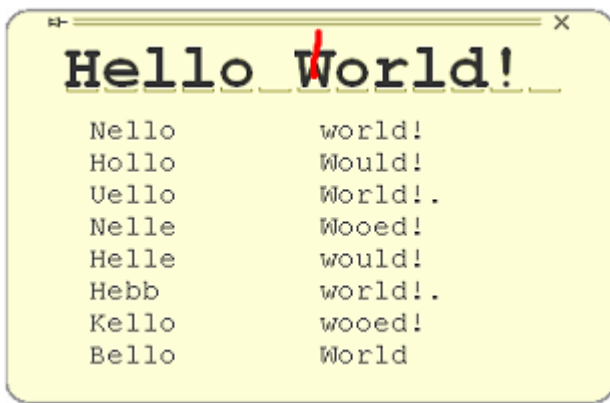 Hello World!
Nello world!
Hollo Would!
Uello World!.
Nelle Wooed!
Helle would!
Hebb world!.
Kello wooed!
Bello World